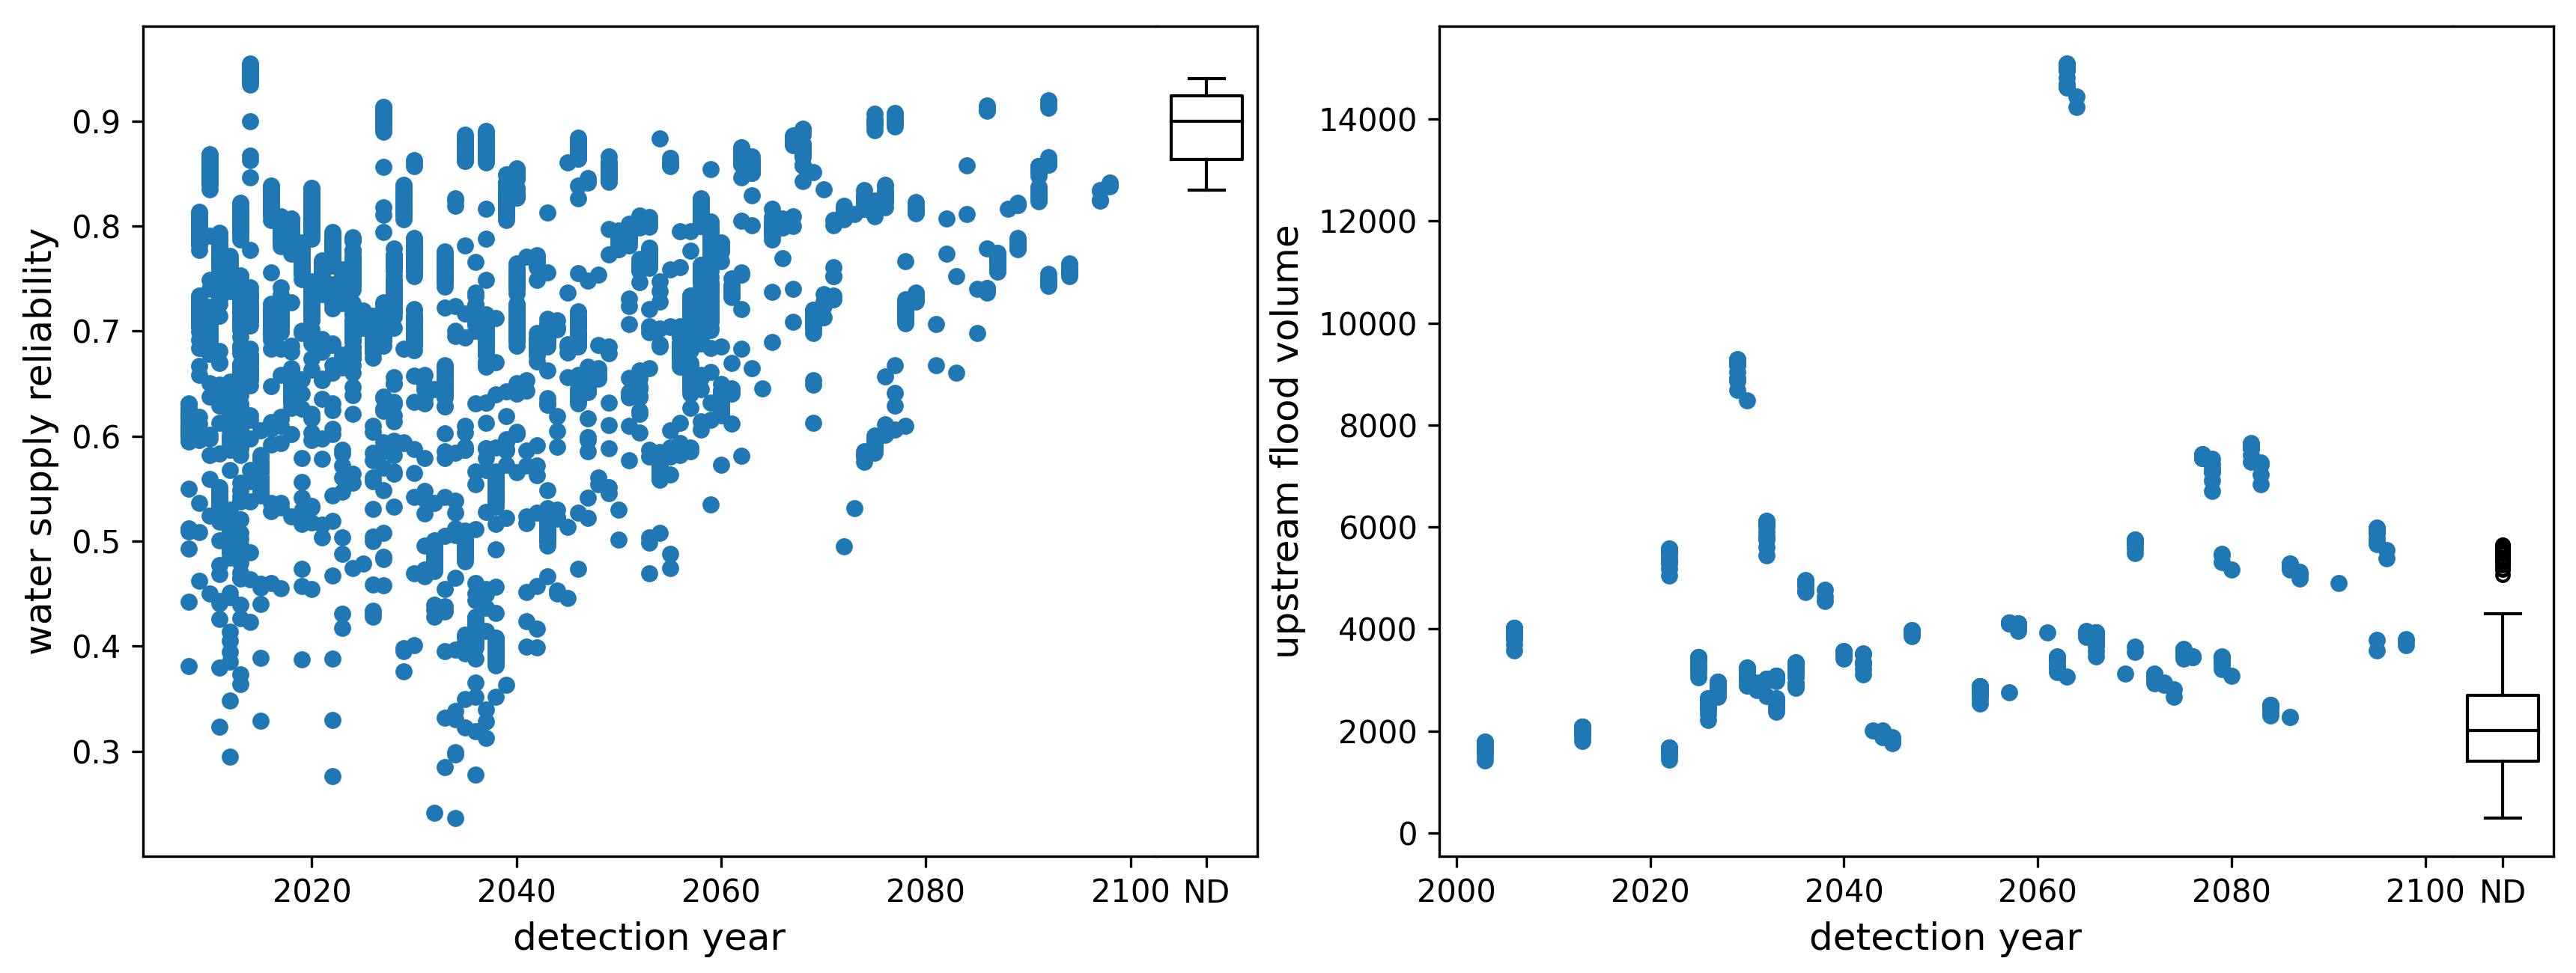 water supply reliability
0.9
0.8
0.7
0.6
0.5
0.4
0.3
2020 2040 2060 2080 2100 ND
detection year
upstream flood volume
14000
12000
10000
8000
6000
4000
2000
0
2000 2020 2040 2060 2080 2100 ND
detection year